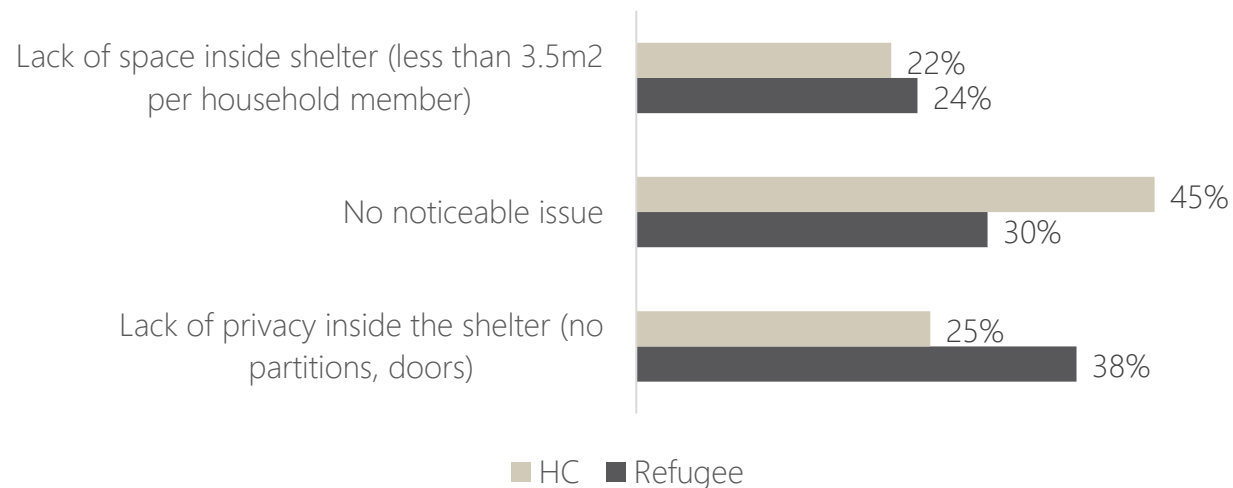 Lack of space inside shelter (less than 3.5m2
per household member)
22%
24%
No noticeable issue
45%
30%
Lack of privacy inside the shelter (no
partitions, doors)
25%
38%
HC Refugee